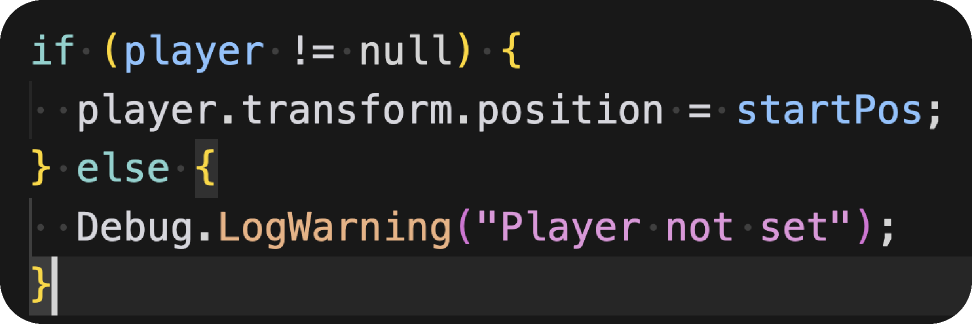 if (player != null) {
  player.transform.position = startPos;
} else {
  Debug.LogWarning("Player not set");
}